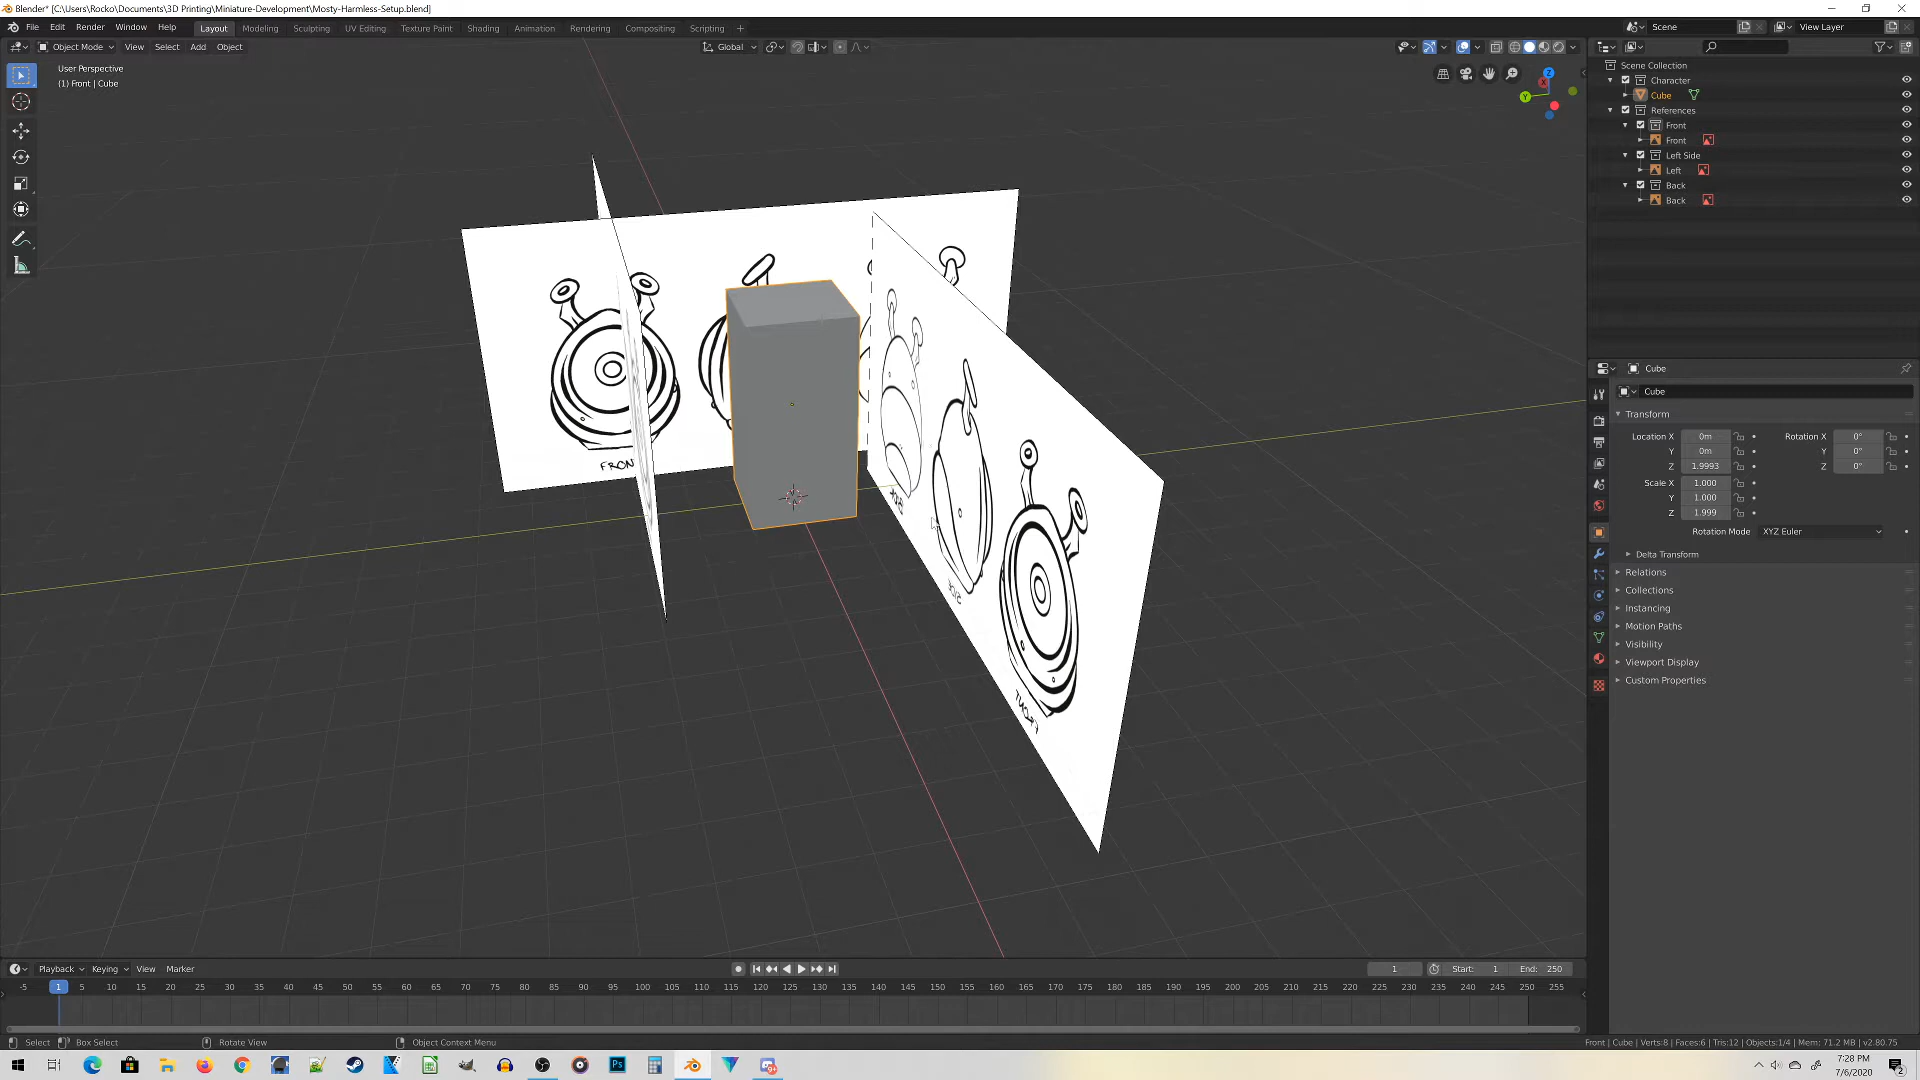 Blender* [C:\Users\Rocko\Documents\3D Printing\Miniature-Development\Mosty-Harmless-Setup.blend]
File Edit Render Window Help Layout Modeling Sculpting UV Editing Texture Paint Shading Animation Rendering Compositing Scripting + Scene View Layer
Object Mode View Select Add Object Global
User Perspective
(1) Front | Cube
Scene Collection
Character
Cube
References
Front
Front
Left Side
Left
Back
Back
Z
X
Y
FRON
SIDE
FRONT
Cube
Cube
Transform
Location X 0m Rotation X 0°
Y 0m Y 0°
Z 1.9993 Z 0°
Scale X 1.000
Y 1.000
Z 1.999
Rotation Mode XYZ Euler
Delta Transform
Relations
Collections
Instancing
Motion Paths
Visibility
Viewport Display
Custom Properties
Playback Keying View Marker 1 Start: 1 End: 250
-5 1 5 10 15 20 25 30 35 40 45 50 55 60 65 70 75 80 85 90 95 100 105 110 115 120 125 130 135 140 145 150 155 160 165 170 175 180 185 190 195 200 205 210 215 220 225 230 235 240 245 250 255
Select Box Select Rotate View Object Context Menu Front | Cube | Verts:8 | Faces:6 | Tris:12 | Objects:1/4 | Mem: 71.2 MB | v2.80.75
7:28 PM
7/6/2020